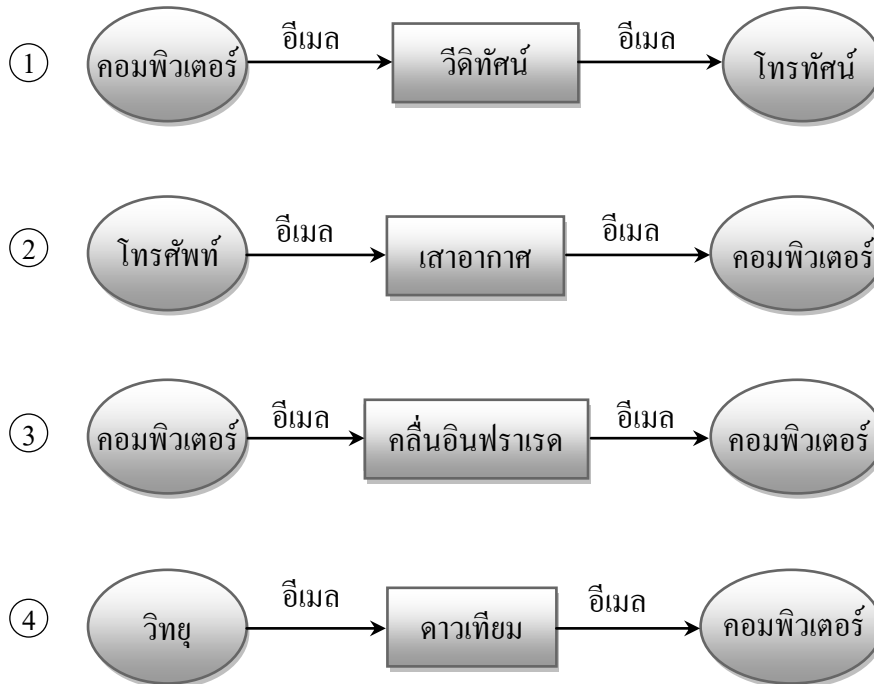 1 คอมพิวเตอร์ อีเมล วีดิทัศน์ อีเมล โทรทัศน์
2 โทรศัพท์ อีเมล เสาอากาศ อีเมล คอมพิวเตอร์
3 คอมพิวเตอร์ อีเมล คลื่นอินฟราเรด อีเมล คอมพิวเตอร์
4 วิทยุ อีเมล ดาวเทียม อีเมล คอมพิวเตอร์